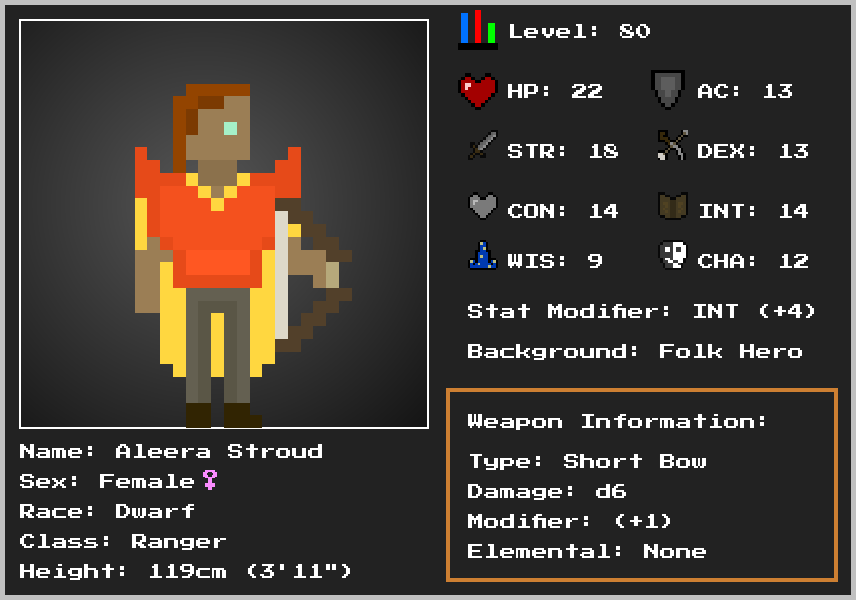 Level: 80
HP: 22
AC: 13
STR: 18
DEX: 13
CON: 14
INT: 14
WIS: 9
CHA: 12
Stat Modifier: INT (+4)
Background: Folk Hero
Weapon Information:
Type: Short Bow
Damage: d6
Modifier: (+1)
Elemental: None
Name: Aleera Stroud
Sex: Female♀
Race: Dwarf
Class: Ranger
Height: 119cm (3'11")